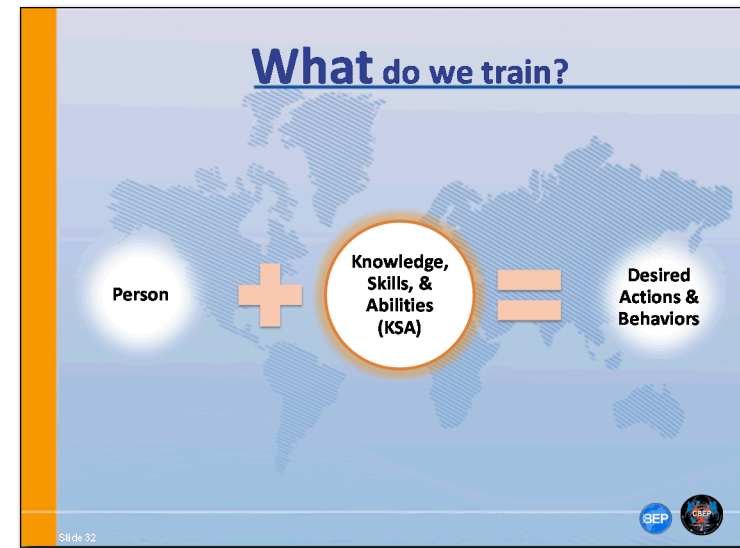 What do we train?
Person
Knowledge,
Skills, &
Abilities
(KSA)
Desired
Actions &
Behaviors
Slide 32
BEP
CBEP